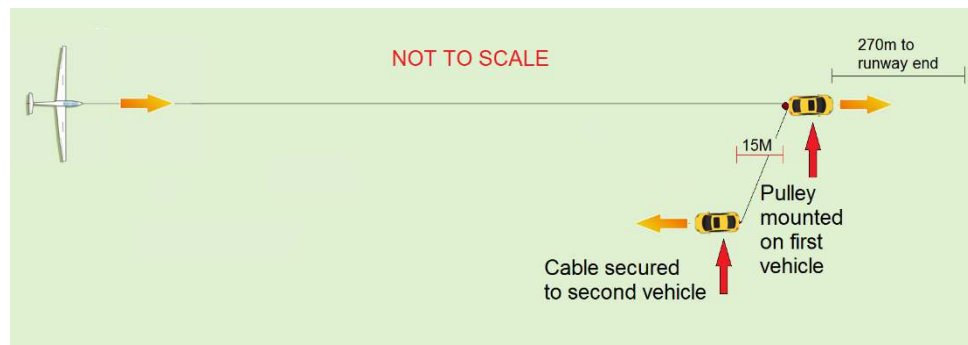 270m to
runway end
NOT TO SCALE
15M
Pulley
mounted
on first
vehicle
Cable secured
to second vehicle